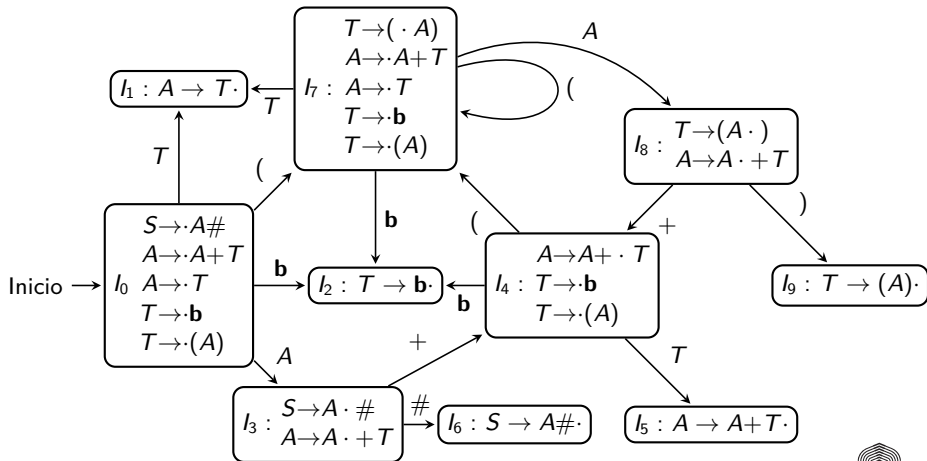 Inicio
I₀ :
S→·A#
A→·A+T
A→·T
T→·b
T→·(A)
T
(
b
A
I₁ : A → T·
I₇ :
T→(·A)
A→·A+T
A→·T
T→·b
T→·(A)
T
b
(
A
I₂ : T → b·
I₈ :
T→(A·)
A→A·+T
+
)
I₄ :
A→A+·T
T→·b
T→·(A)
(
b
T
I₉ : T → (A)·
I₃ :
S→A·#
A→A·+T
+
#
I₆ : S → A#·
I₅ : A → A+T·